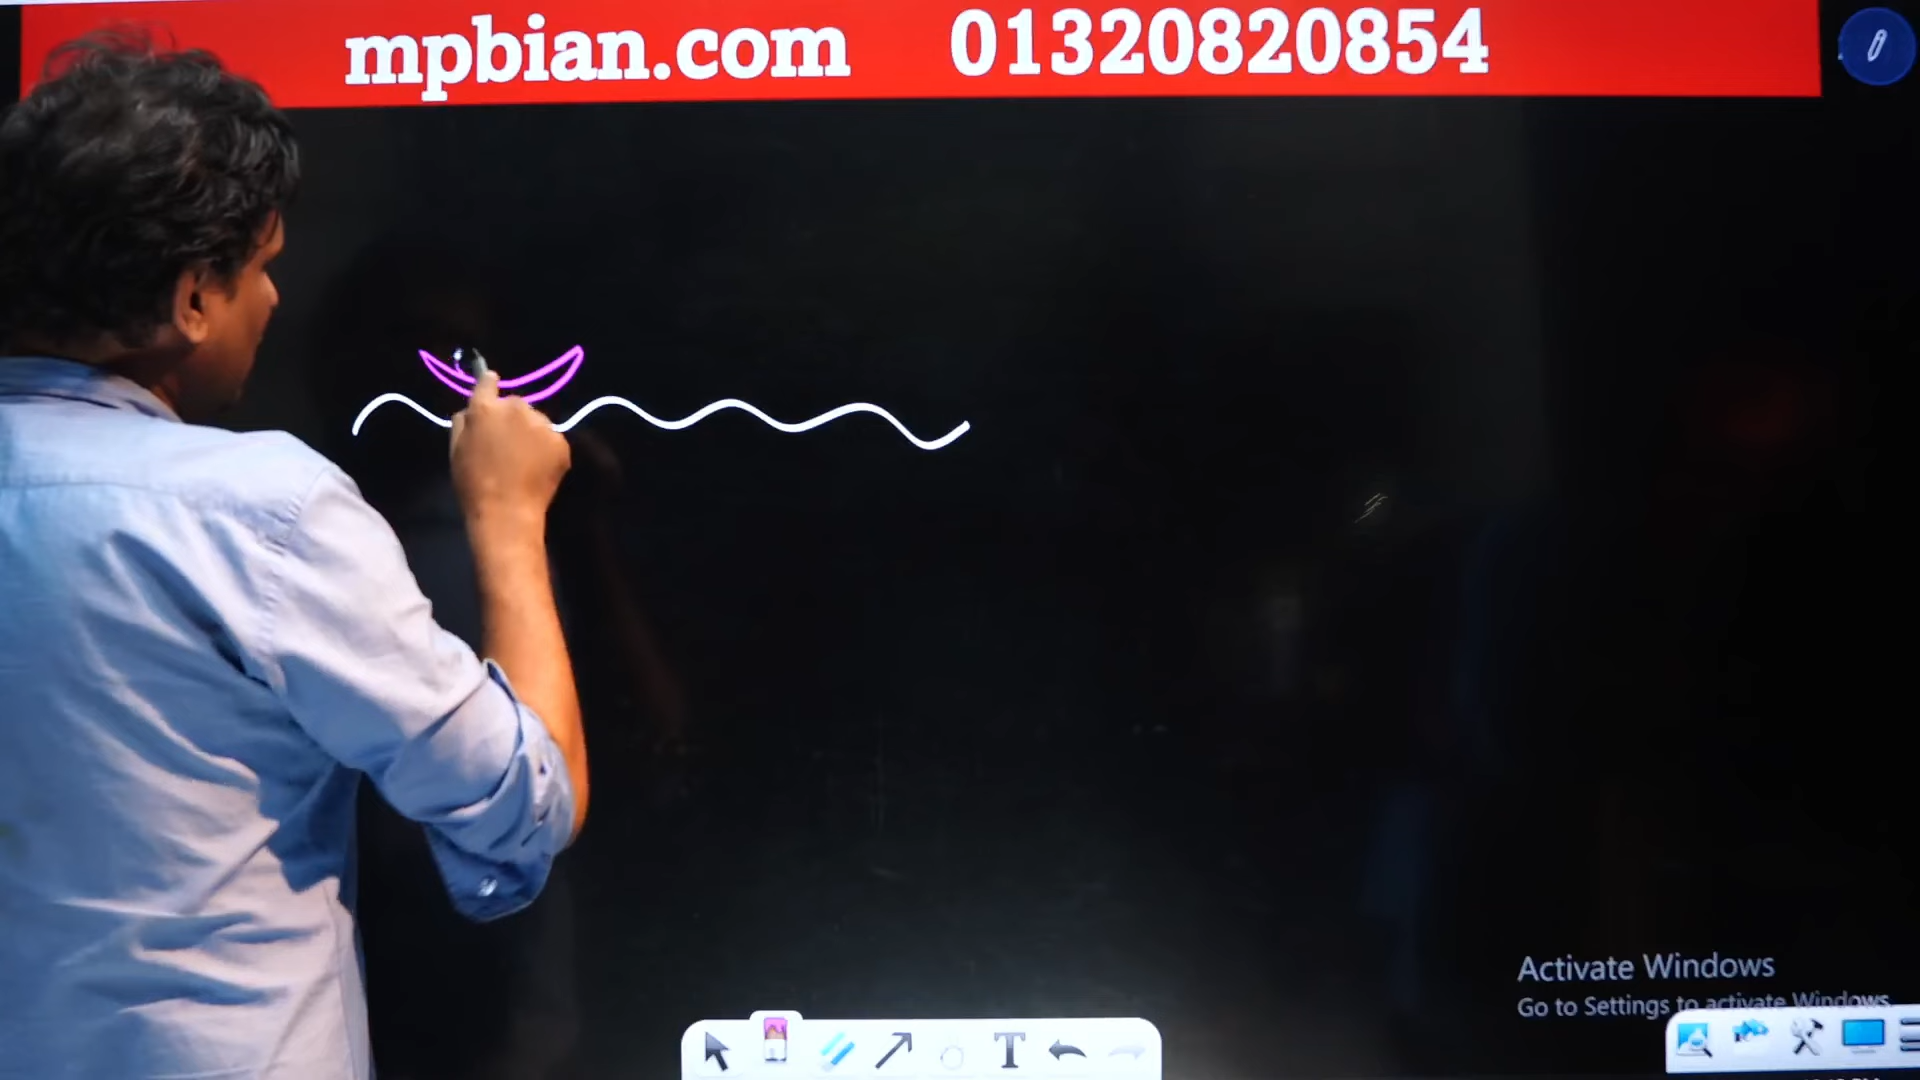 mpbian.com 01320820854
Activate Windows
Go to Settings to activate Windows.
T